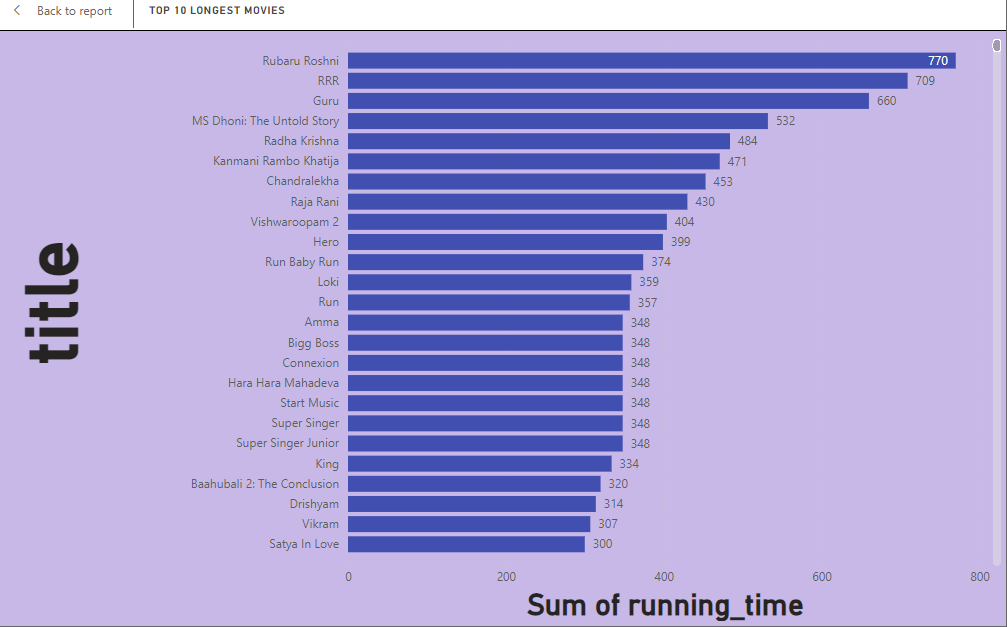 Back to report
TOP 10 LONGEST MOVIES
title
Rubaru Roshni 770
RRR 709
Guru 660
MS Dhoni: The Untold Story 532
Radha Krishna 484
Kanmani Rambo Khatija 471
Chandralekha 453
Raja Rani 430
Vishwaroopam 2 404
Hero 399
Run Baby Run 374
Loki 359
Run 357
Amma 348
Bigg Boss 348
Connexion 348
Hara Hara Mahadeva 348
Start Music 348
Super Singer 348
Super Singer Junior 348
King 334
Baahubali 2: The Conclusion 320
Drishyam 314
Vikram 307
Satya In Love 300
0 200 400 600 800
Sum of running_time